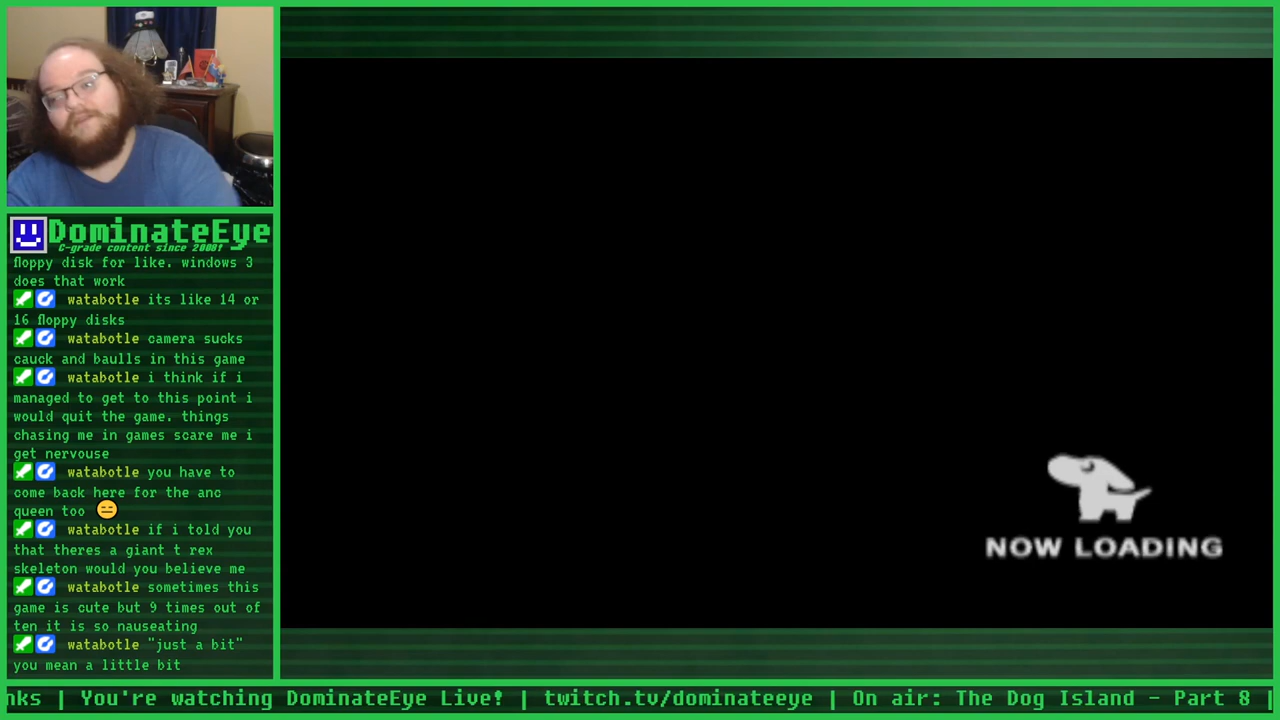 DominateEye
C-grade content since 2008!
floppy disk for like. windows 3
does that work
watabotle its like 14 or
16 floppy disks
watabotle camera sucks
cauck and baulls in this game
watabotle i think if i
managed to get to this point i
would quit the game. things
chasing me in games scare me i
get nervouse
watabotle you have to
come back here for the anc
queen too
watabotle if i told you
that theres a giant t rex
skeleton would you believe me
watabotle sometimes this
game is cute but 9 times out of
ten it is so nauseating
watabotle "just a bit"
you mean a little bit
NOW LOADING
nks | You're watching DominateEye Live! | twitch.tv/dominateeye | On air: The Dog Island - Part 8 |